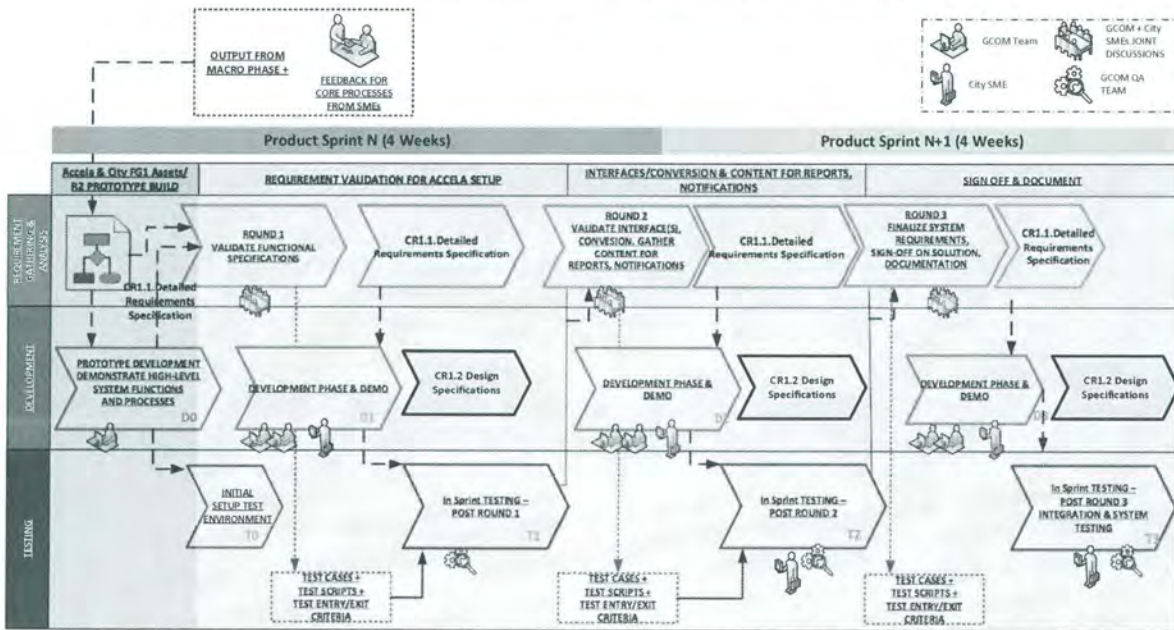 OUTPUT FROM
MACRO PHASE +
FEEDBACK FOR
CORE PROCESSES
FROM SMEs
GCOM Team
GCOM + City
SMEs JOINT
DISCUSSIONS
City SME
GCOM QA
TEAM
Product Sprint N (4 Weeks)
Product Sprint N+1 (4 Weeks)
Accela & City FG1 Assets/
R2 PROTOTYPE BUILD
REQUIREMENT VALIDATION FOR ACCELA SETUP
INTERFACES/CONVERSION & CONTENT FOR REPORTS,
NOTIFICATIONS
SIGN OFF & DOCUMENT
REQUIREMENT
GATHERING &
ANALYSIS
CR1.1.Detailed
Requirements
Specification
ROUND 1
VALIDATE FUNCTIONAL
SPECIFICATIONS
CR1.1.Detailed
Requirements Specification
ROUND 2
VALIDATE INTERFACE(S),
CONVESION, GATHER
CONTENT FOR
REPORTS, NOTIFICATIONS
CR1.1.Detailed
Requirements Specification
ROUND 3
FINALIZE SYSTEM
REQUIREMENTS,
SIGN-OFF ON SOLUTION,
DOCUMENTATION
CR1.1.Detailed
Requirements
Specification
DEVELOPMENT
PROTOTYPE DEVELOPMENT
DEMONSTRATE HIGH-LEVEL
SYSTEM FUNCTIONS
AND PROCESSES
D0
DEVELOPMENT PHASE & DEMO
D1
CR1.2 Design
Specifications
DEVELOPMENT PHASE &
DEMO
D2
CR1.2 Design
Specifications
DEVELOPMENT PHASE &
DEMO
D3
CR1.2 Design
Specifications
TESTING
INITIAL
SETUP TEST
ENVIRONMENT
T0
In Sprint TESTING –
POST ROUND 1
T1
In Sprint TESTING –
POST ROUND 2
T2
In Sprint TESTING –
POST ROUND 3
INTEGRATION & SYSTEM
TESTING
T3
TEST CASES +
TEST SCRIPTS +
TEST ENTRY/EXIT
CRITERIA
TEST CASES +
TEST SCRIPTS +
TEST ENTRY/EXIT
CRITERIA
TEST CASES +
TEST SCRIPTS +
TEST ENTRY/EXIT
CRITERIA